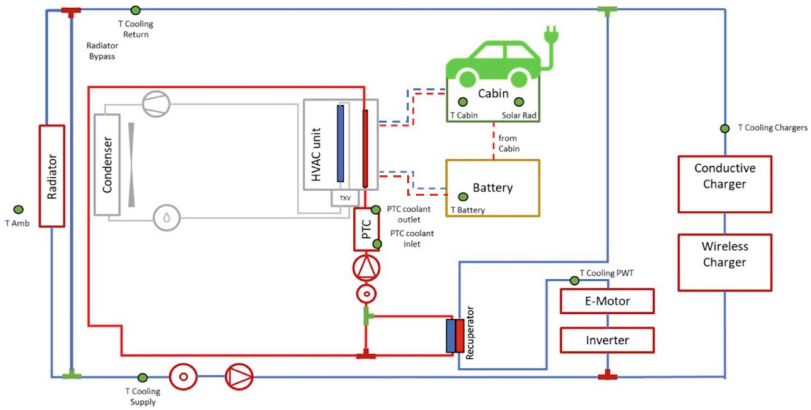 T Cooling
Return
Radiator
Bypass
Cabin
T Cabin
Solar Rad
from
Cabin
T Cooling Chargers
Radiator
Condenser
HVAC unit
TXV
Battery
T Battery
Conductive
Charger
T Amb
PTC coolant
outlet
PTC
PTC coolant
inlet
Wireless
Charger
T Cooling PWT
E-Motor
Recuperator
Inverter
T Cooling
Supply